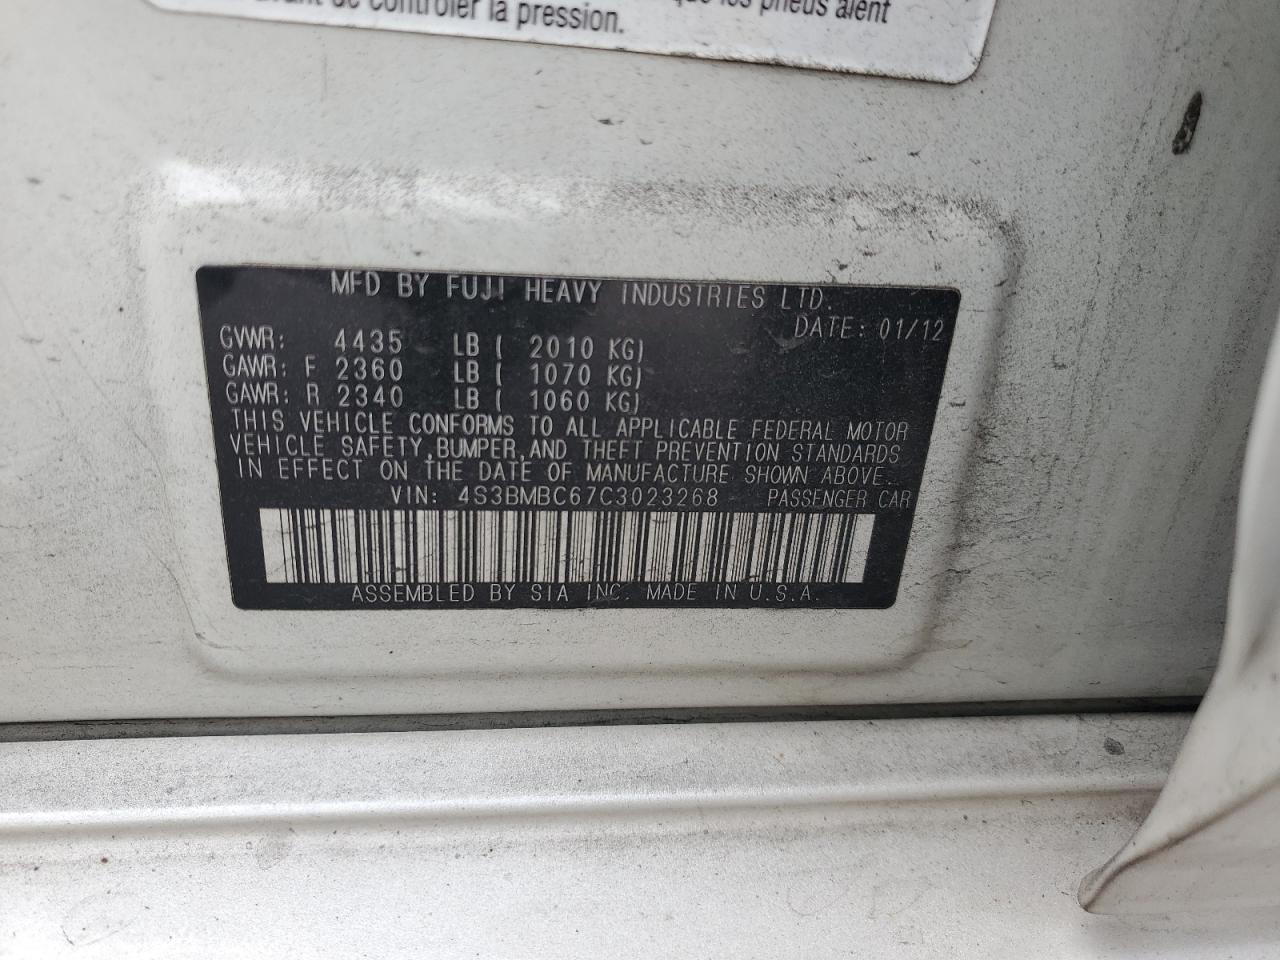 de contrôler la pression.
que les pneus aient
MFD BY FUJI HEAVY INDUSTRIES LTD.
DATE: 01/12
GVWR: 4435 LB ( 2010 KG)
GAWR: F 2360 LB ( 1070 KG)
GAWR: R 2340 LB ( 1060 KG)
THIS VEHICLE CONFORMS TO ALL APPLICABLE FEDERAL MOTOR
VEHICLE SAFETY, BUMPER, AND THEFT PREVENTION STANDARDS
IN EFFECT ON THE DATE OF MANUFACTURE SHOWN ABOVE.
VIN: 4S3BMBC67C3023268 PASSENGER CAR
ASSEMBLED BY SIA INC. MADE IN U.S.A.